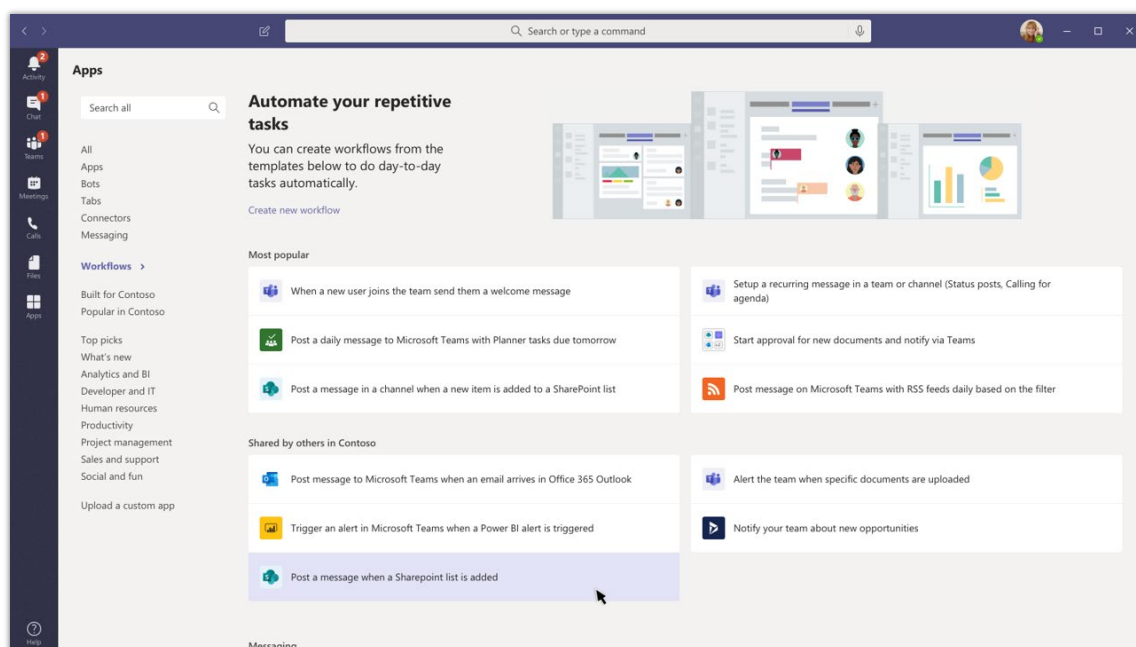 Search or type a command
2
Activity
1
Chat
1
Teams
Meetings
Calls
Files
Apps
Help
Apps
Search all
All
Apps
Bots
Tabs
Connectors
Messaging
Workflows >
Built for Contoso
Popular in Contoso
Top picks
What's new
Analytics and BI
Developer and IT
Human resources
Productivity
Project management
Sales and support
Social and fun
Upload a custom app
Automate your repetitive
tasks
You can create workflows from the
templates below to do day-to-day
tasks automatically.
Create new workflow
Most popular
When a new user joins the team send them a welcome message
Setup a recurring message in a team or channel (Status posts, Calling for
agenda)
Post a daily message to Microsoft Teams with Planner tasks due tomorrow
Start approval for new documents and notify via Teams
Post a message in a channel when a new item is added to a SharePoint list
Post message on Microsoft Teams with RSS feeds daily based on the filter
Shared by others in Contoso
Post message to Microsoft Teams when an email arrives in Office 365 Outlook
Alert the team when specific documents are uploaded
Trigger an alert in Microsoft Teams when a Power BI alert is triggered
Notify your team about new opportunities
Post a message when a Sharepoint list is added
Messaging